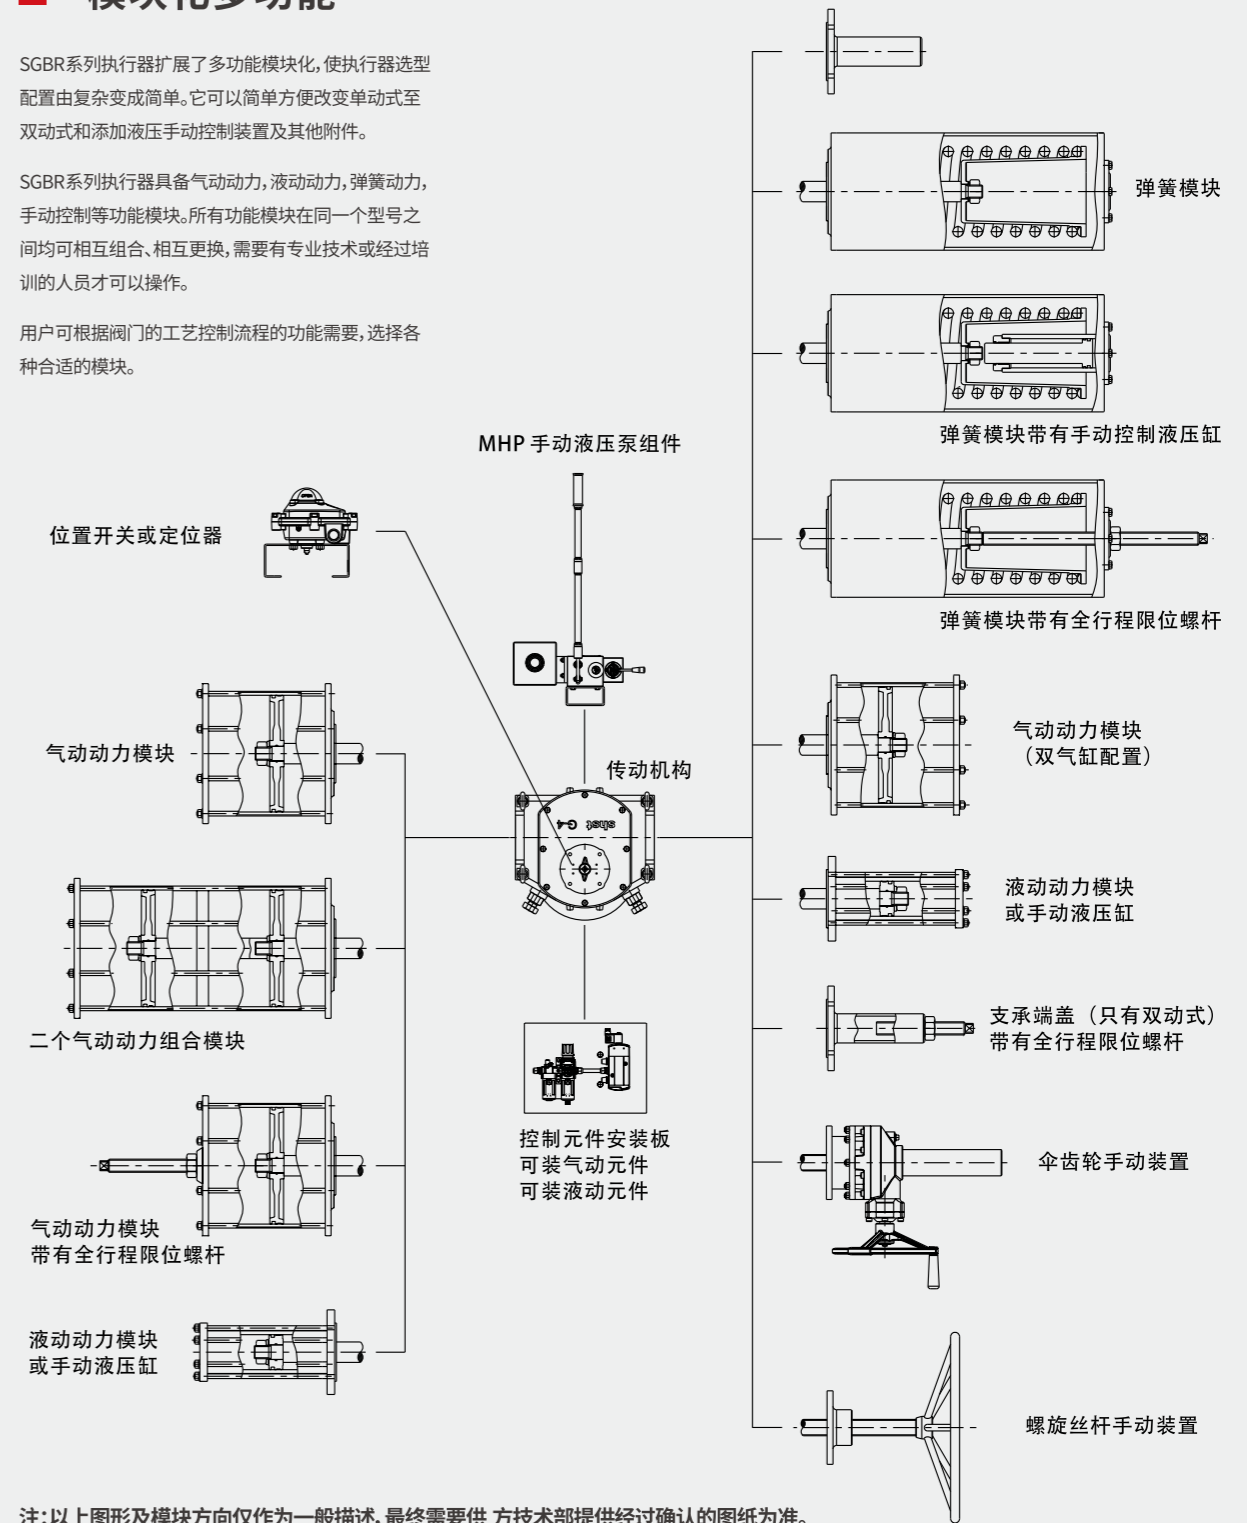 模块化多功能
SGBR系列执行器扩展了多功能模块化,使执行器选型
配置由复杂变成简单。它可以简单方便改变单动式至
双动式和添加液压手动控制装置及其他附件。
SGBR系列执行器具备气动动力,液动动力,弹簧动力,
手动控制等功能模块。所有功能模块在同一个型号之
间均可相互组合、相互更换,需要有专业技术或经过培
训的人员才可以操作。
用户可根据阀门的工艺控制流程的功能需要,选择各
种合适的模块。
MHP 手动液压泵组件
位置开关或定位器
气动动力模块
二个气动动力组合模块
气动动力模块
带有全行程限位螺杆
液动动力模块
或手动液压缸
传动机构
shst G-4
控制元件安装板
可装气动元件
可装液动元件
弹簧模块
弹簧模块带有手动控制液压缸
弹簧模块带有全行程限位螺杆
气动动力模块
（双气缸配置）
液动动力模块
或手动液压缸
支承端盖（只有双动式）
带有全行程限位螺杆
伞齿轮手动装置
螺旋丝杆手动装置
注:以上图形及模块方向仅作为一般描述,最终需要供 方技术部提供经过确认的图纸为准。